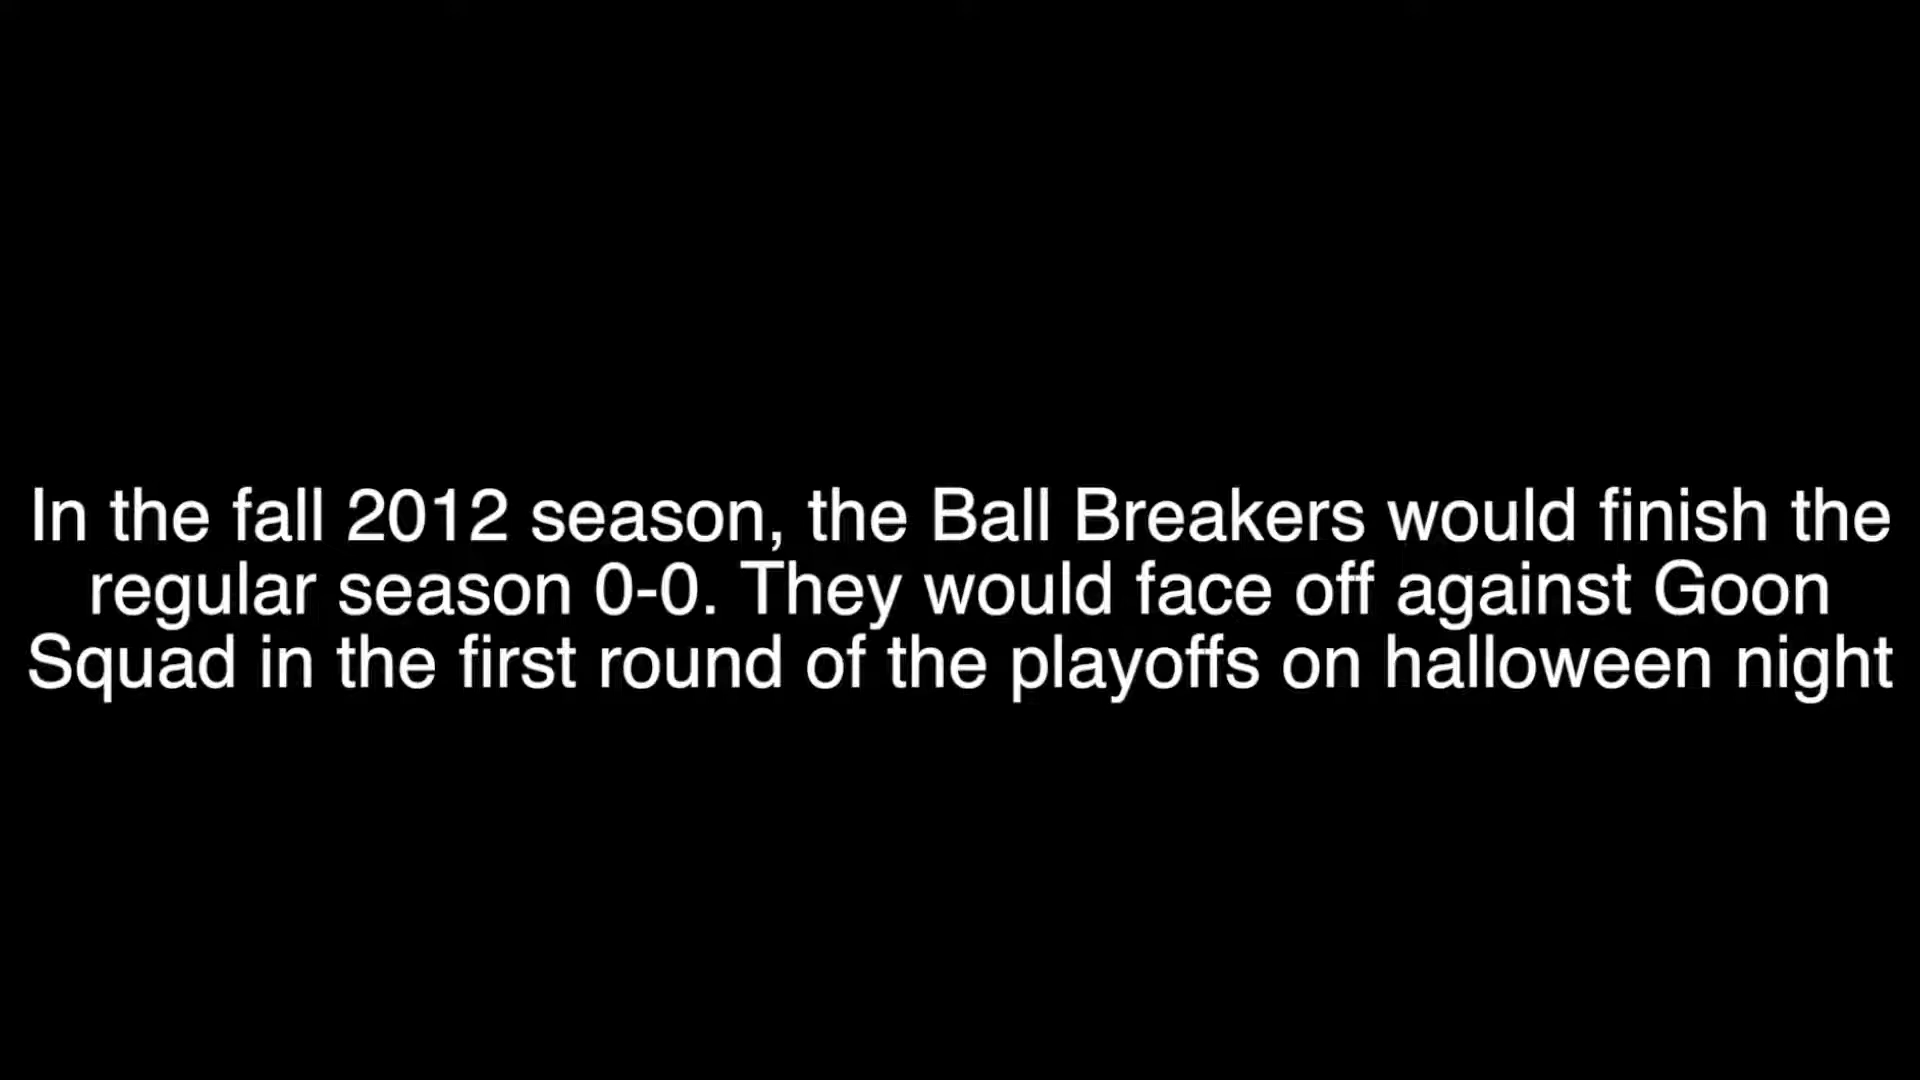 In the fall 2012 season, the Ball Breakers would finish the
regular season 0-0. They would face off against Goon
Squad in the first round of the playoffs on halloween night